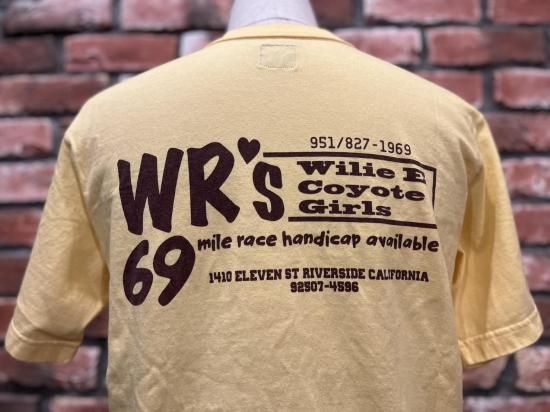 951/827-1969
WR's
Wilie E
Coyote
Girls
69 mile race handicap available
1410 ELEVEN ST RIVERSIDE CALIFORNIA
92507-4596